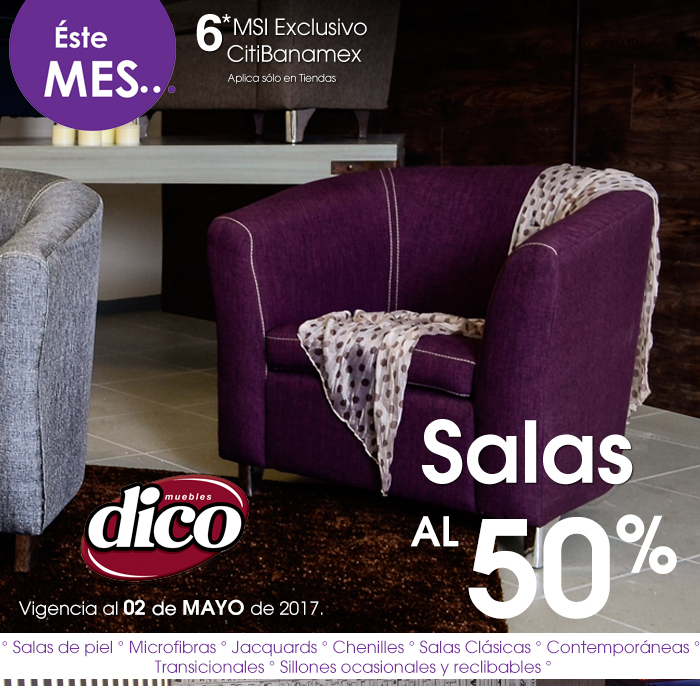 Éste
MES...
6* MSI Exclusivo
CitiBanamex
Aplica sólo en Tiendas
muebles
dico
Salas
AL 50%
Vigencia al 02 de MAYO de 2017.
° Salas de piel ° Microfibras ° Jacquards ° Chenilles ° Salas Clásicas ° Contemporáneas °
Transicionales ° Sillones ocasionales y reclibables °